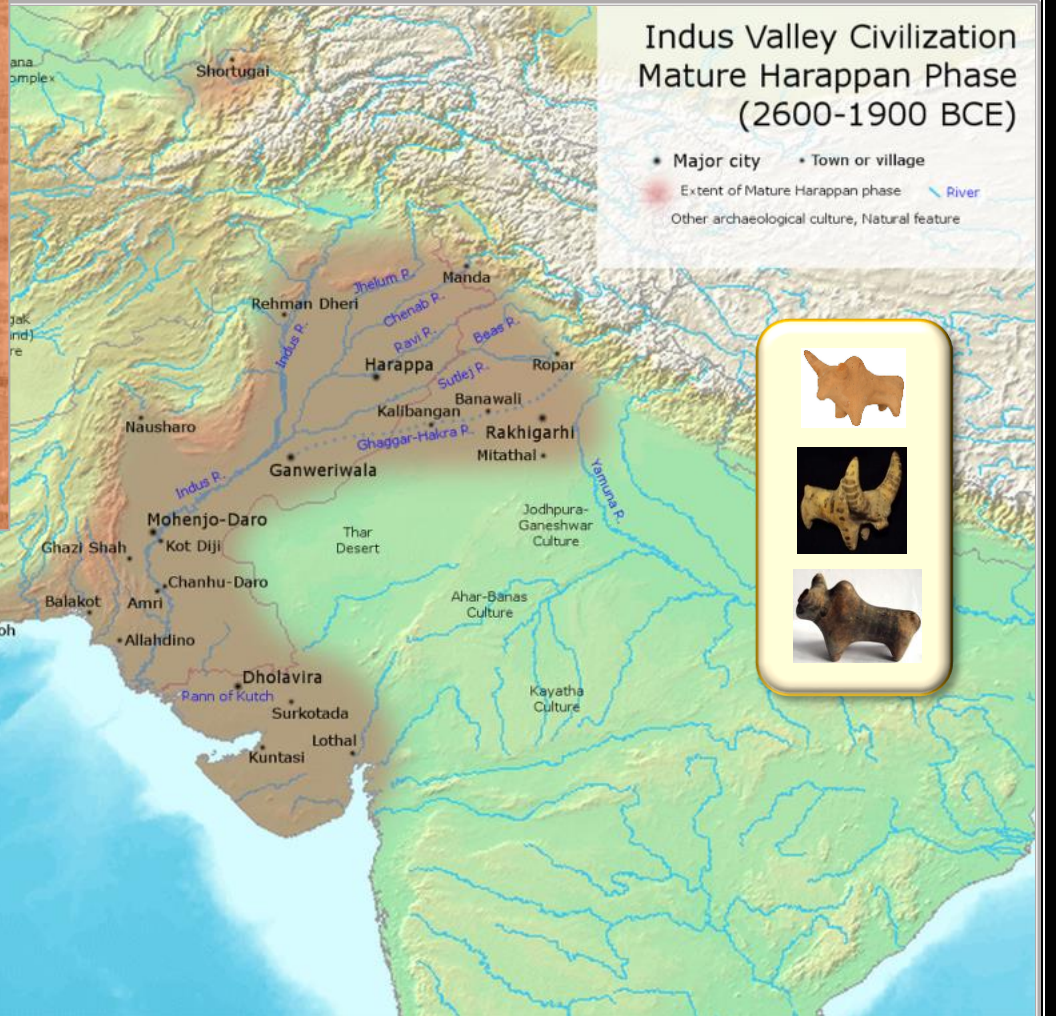 Indus Valley Civilization
Mature Harappan Phase
(2600-1900 BCE)
Major city
Town or village
Extent of Mature Harappan phase
River
Other archaeological culture, Natural feature
Shortugai
Manda
Jhelum R.
Rehman Dheri
Chenab R.
Indus R.
Ravi R.
Beas R.
Harappa
Ropar
Sutlej R.
Banawali
Kalibangan
Nausharo
Ghaggar-Hakra R.
Rakhigarhi
Mitathal
Ganweriwala
Indus R.
Yamuna R.
Mohenjo-Daro
Kot Diji
Ghazi Shah
Thar
Desert
Jodhpura-
Ganeshwar
Culture
Chanhu-Daro
Amri
Balakot
Ahar-Banas
Culture
Allahdino
Dholavira
Rann of Kutch
Surkotada
Kayatha
Culture
Lothal
Kuntasi